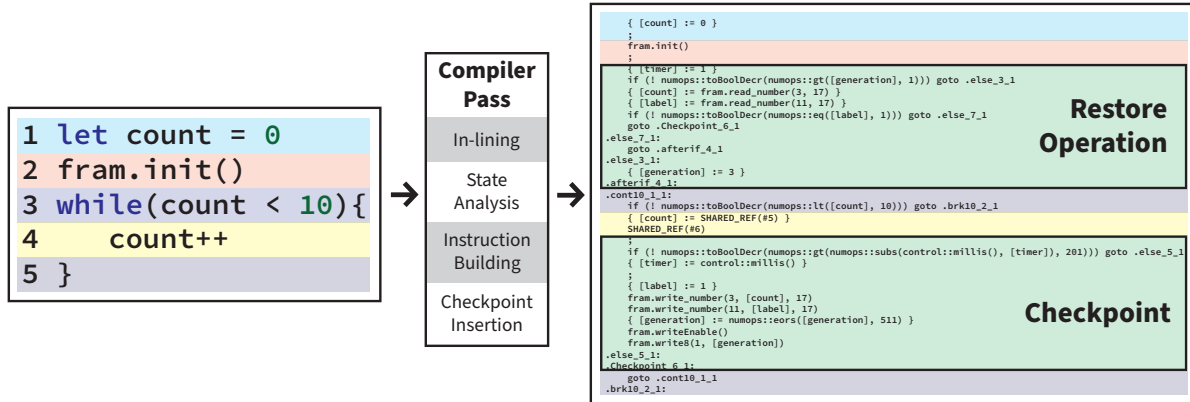 1 let count = 0
2 fram.init()
3 while(count < 10){
4 count++
5 }
Compiler
Pass
In-lining
State
Analysis
Instruction
Building
Checkpoint
Insertion
{ [count] := 0 }
;
fram.init()
;
{ [timer] := 1 }
if (! numops::toBoolDecr(numops::gt([generation], 1))) goto .else_3_1
{ [count] := fram.read_number(3, 17) }
{ [label] := fram.read_number(11, 17) }
if (! numops::toBoolDecr(numops::eq([label], 1))) goto .else_7_1
goto .Checkpoint_6_1
.else_7_1:
goto .afterif_4_1
.else_3_1:
{ [generation] := 3 }
.afterif_4_1:
Restore
Operation
.cont10_1_1:
if (! numops::toBoolDecr(numops::lt([count], 10))) goto .brk10_2_1
{ [count] := SHARED_REF(#5) }
SHARED_REF(#6)
;
if (! numops::toBoolDecr(numops::gt(numops::subs(control::millis(), [timer]), 201))) goto .else_5_1
{ [timer] := control::millis() }
;
{ [label] := 1 }
fram.write_number(3, [count], 17)
fram.write_number(11, [label], 17)
{ [generation] := numops::eors([generation], 511) }
fram.writeEnable()
fram.write8(1, [generation])
.else_5_1:
.Checkpoint_6_1:
Checkpoint
goto .cont10_1_1
.brk10_2_1: